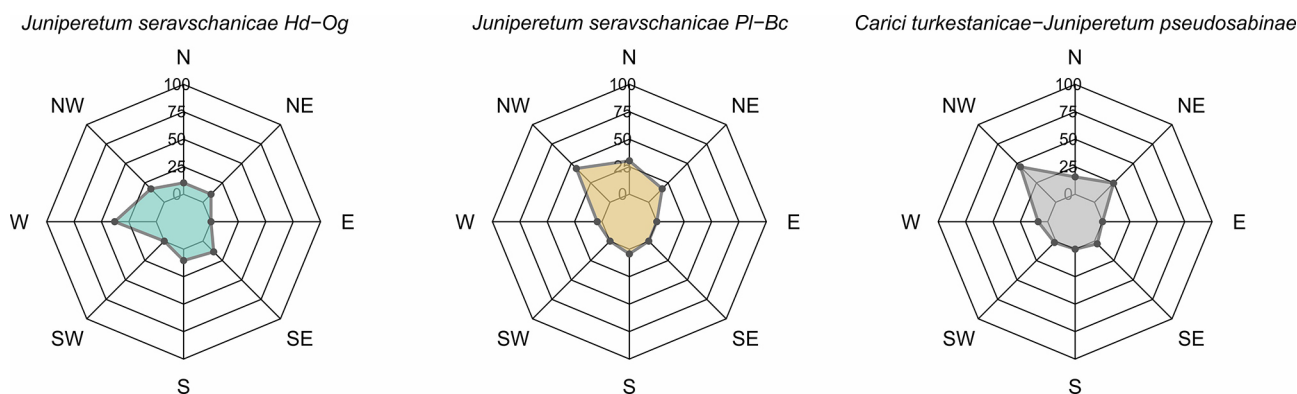 Juniperetum seravschanicae Hd−Og
N
100
NW
NE
75
50
25
0
W
E
SW
SE
S
Juniperetum seravschanicae Pl−Bc
N
100
NW
NE
75
50
25
0
W
E
SW
SE
S
Carici turkestanicae−Juniperetum pseudosabinae
N
100
NW
NE
75
50
25
0
W
E
SW
SE
S